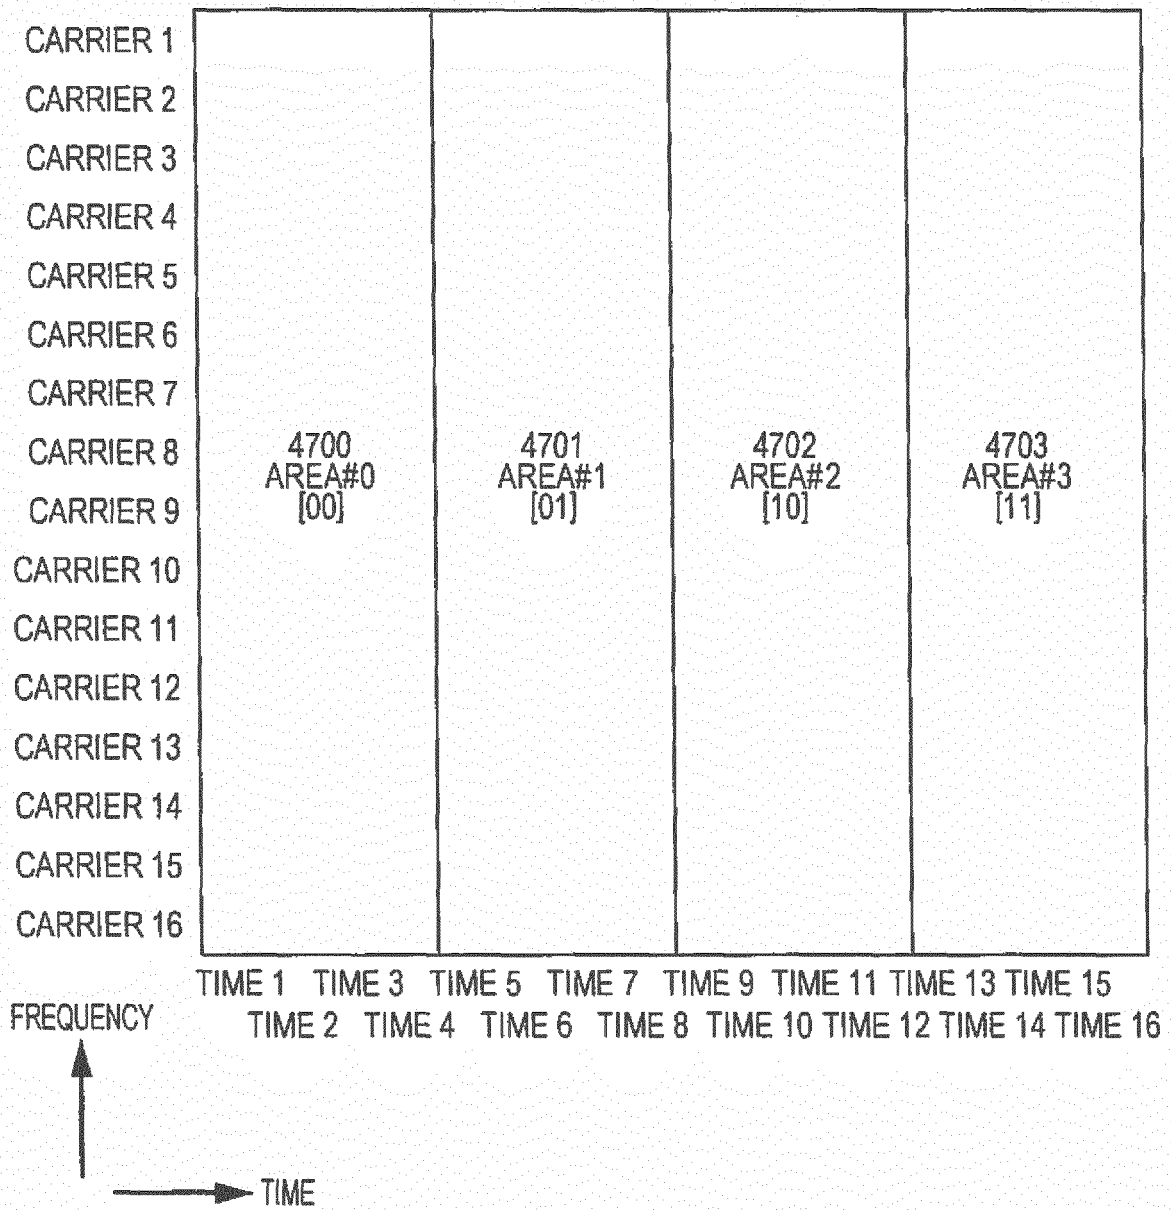 CARRIER 1
CARRIER 2
CARRIER 3
CARRIER 4
CARRIER 5
CARRIER 6
CARRIER 7
CARRIER 8
CARRIER 9
CARRIER 10
CARRIER 11
CARRIER 12
CARRIER 13
CARRIER 14
CARRIER 15
CARRIER 16
4700
AREA#0
[00]
4701
AREA#1
[01]
4702
AREA#2
[10]
4703
AREA#3
[11]
TIME 1 TIME 3 TIME 5 TIME 7 TIME 9 TIME 11 TIME 13 TIME 15
TIME 2 TIME 4 TIME 6 TIME 8 TIME 10 TIME 12 TIME 14 TIME 16
FREQUENCY
TIME